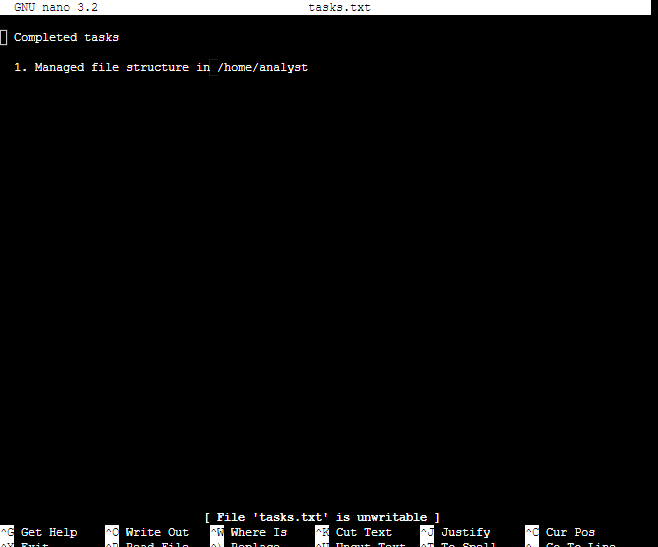 GNU nano 3.2 tasks.txt
Completed tasks
1. Managed file structure in /home/analyst
[ File 'tasks.txt' is unwritable ]
^G Get Help ^O Write Out ^W Where Is ^K Cut Text ^J Justify ^C Cur Pos
^X Exit ^R Read File ^\ Replace ^U Uncut Text ^T To Spell ^_ Go To Line